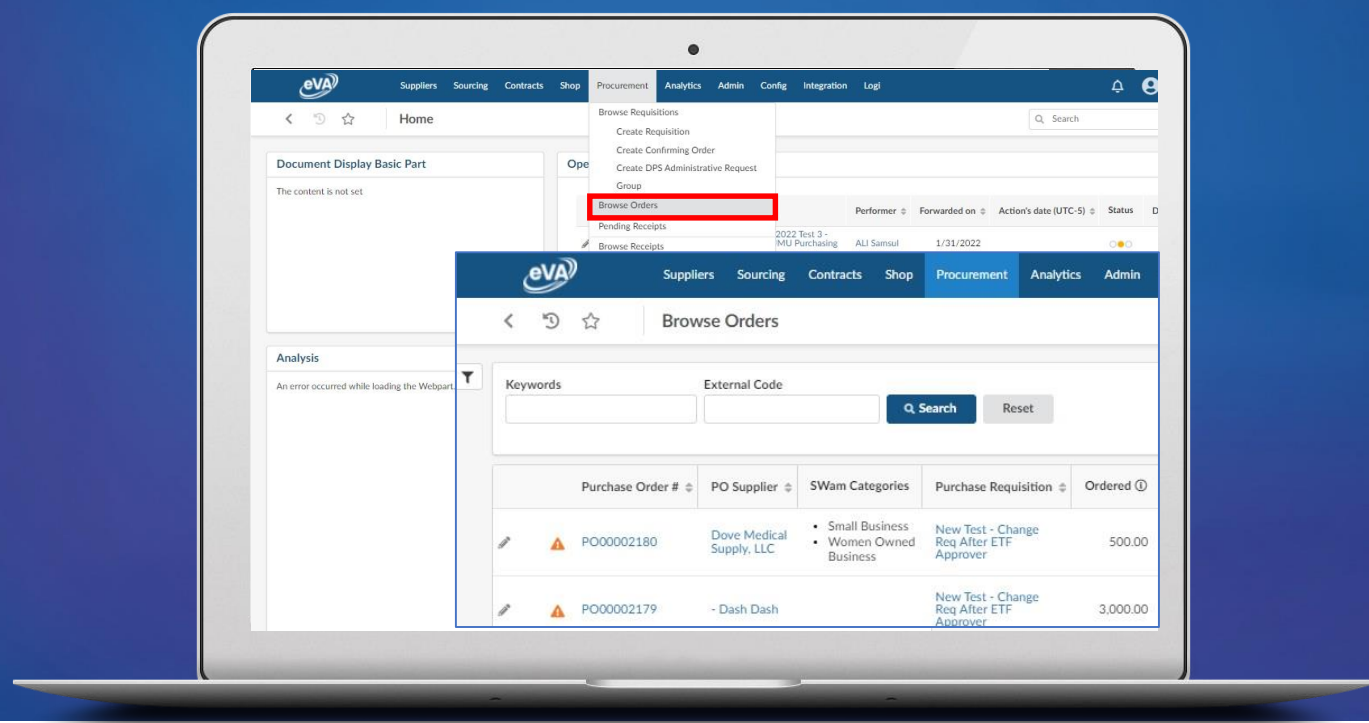 eVA
Suppliers Sourcing Contracts Shop Procurement Analytics Admin Config Integration Logi
Home
Search
Browse Requisitions
Create Requisition
Create Confirming Order
Create DPS Administrative Request
Group
Browse Orders
Pending Receipts
Browse Receipts
Document Display Basic Part
The content is not set
Ope
Performer Forwarded on Action's date (UTC-5) Status D
2022 Test 3 -
MU Purchasing ALI Samsul 1/31/2022
Analysis
An error occurred while loading the Webpart.
eVA
Suppliers Sourcing Contracts Shop Procurement Analytics Admin
Browse Orders
Keywords External Code
Search Reset
Purchase Order # PO Supplier SWam Categories Purchase Requisition Ordered
PO00002180
Dove Medical
Supply, LLC
• Small Business
• Women Owned
Business
New Test - Change
Req After ETF
Approver
500.00
PO00002179
- Dash Dash
New Test - Change
Req After ETF
Approver
3,000.00